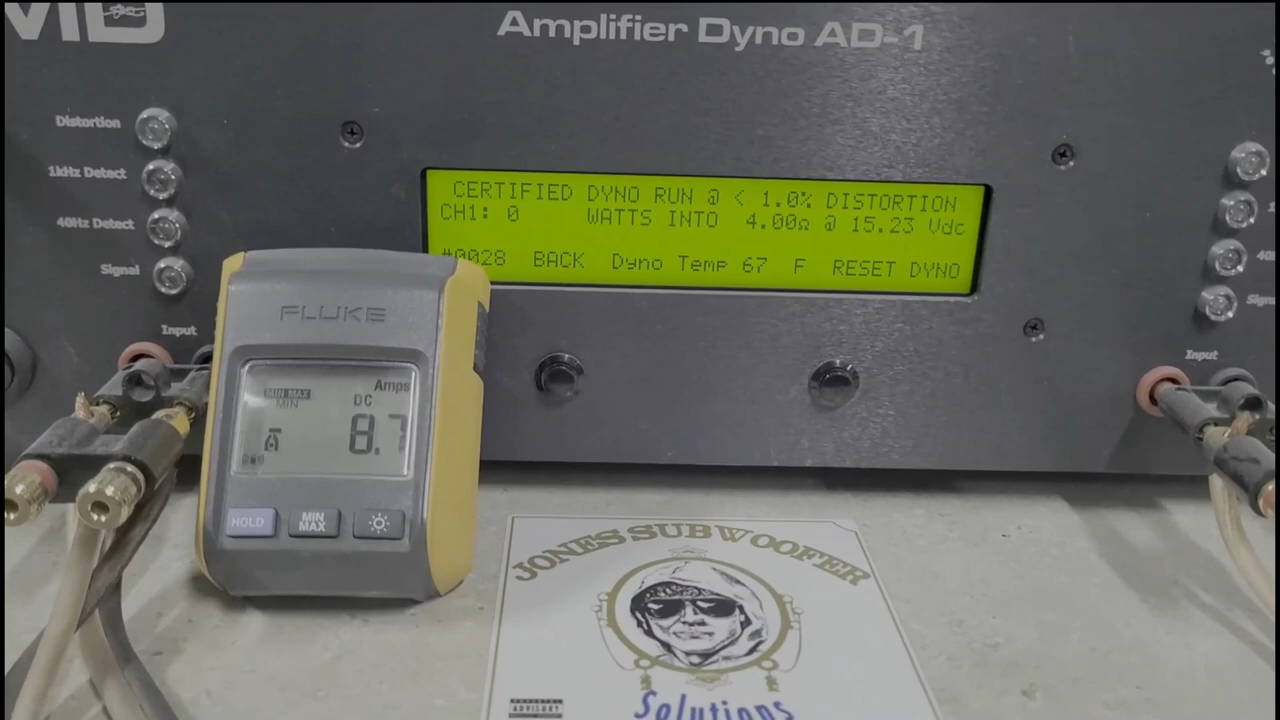 Amplifier Dyno AD-1
Distortion
1kHz Detect
40Hz Detect
Signal
Input
CERTIFIED DYNO RUN @ < 1.0% DISTORTION
CH1: 0 WATTS INTO 4.00Ω @ 15.23 Vdc
#0028 BACK Dyno Temp 67 F RESET DYNO
Input
FLUKE
Amps
MIN MAX
MIN
DC
8.7
HOLD
MIN MAX
JONES SUBWOOFER
Solutions
ADVISORY